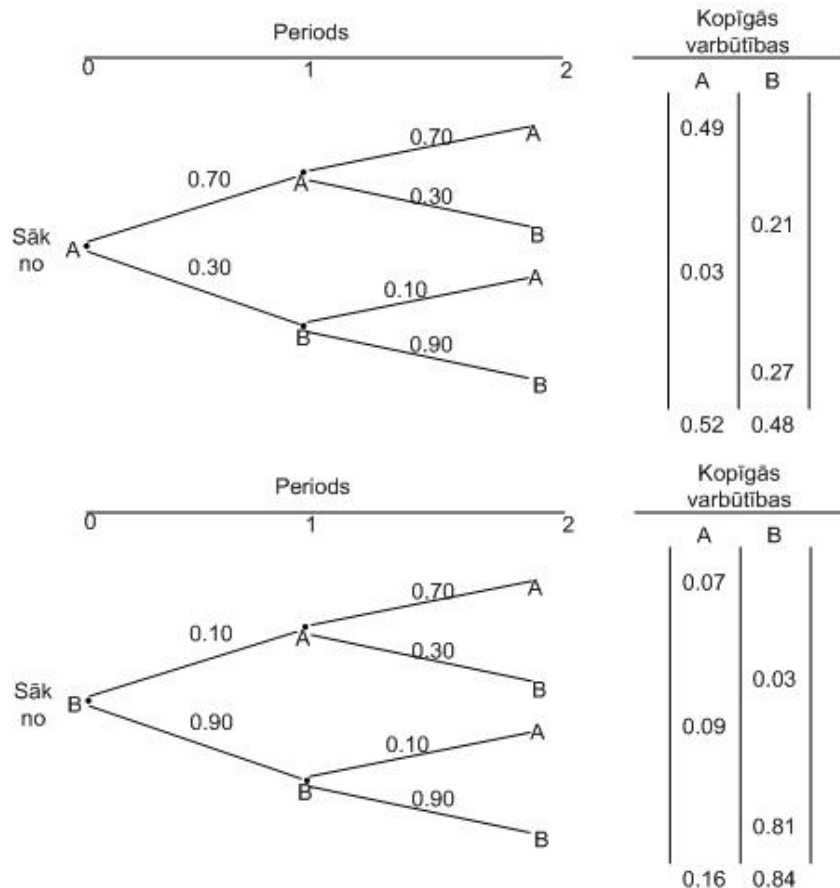 Periods
Kopīgās
varbūtības
0 1 2
A B
0.70 A 0.49
0.70
A
0.30
B 0.21
Sāk
no
A
0.30 0.10 A 0.03
B
0.90
B 0.27
0.52 0.48
Periods
Kopīgās
varbūtības
0 1 2
A B
0.70 A 0.07
0.10
A
0.30
B 0.03
Sāk
no
B
0.90 0.10 A 0.09
B
0.90
B 0.81
0.16 0.84